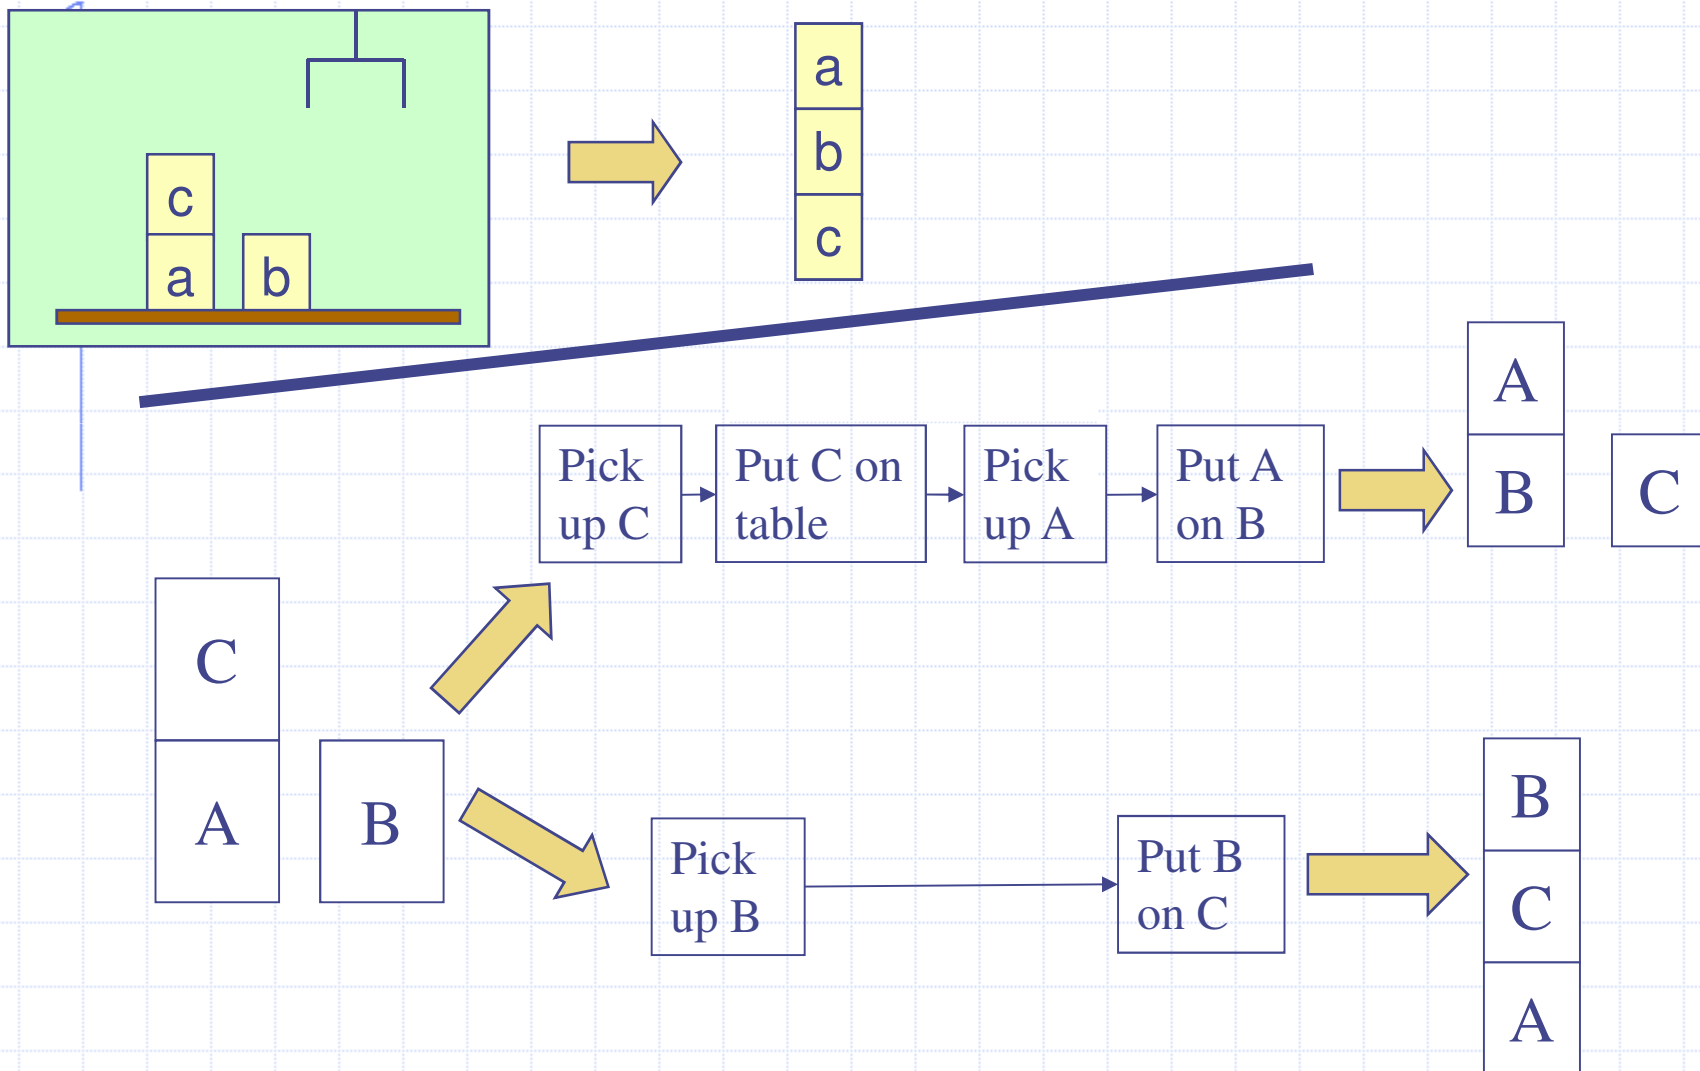 a
b
c
c
a b
Pick
up C
Put C on
table
Pick
up A
Put A
on B
A
B C
C
A B
Pick
up B
Put B
on C
B
C
A